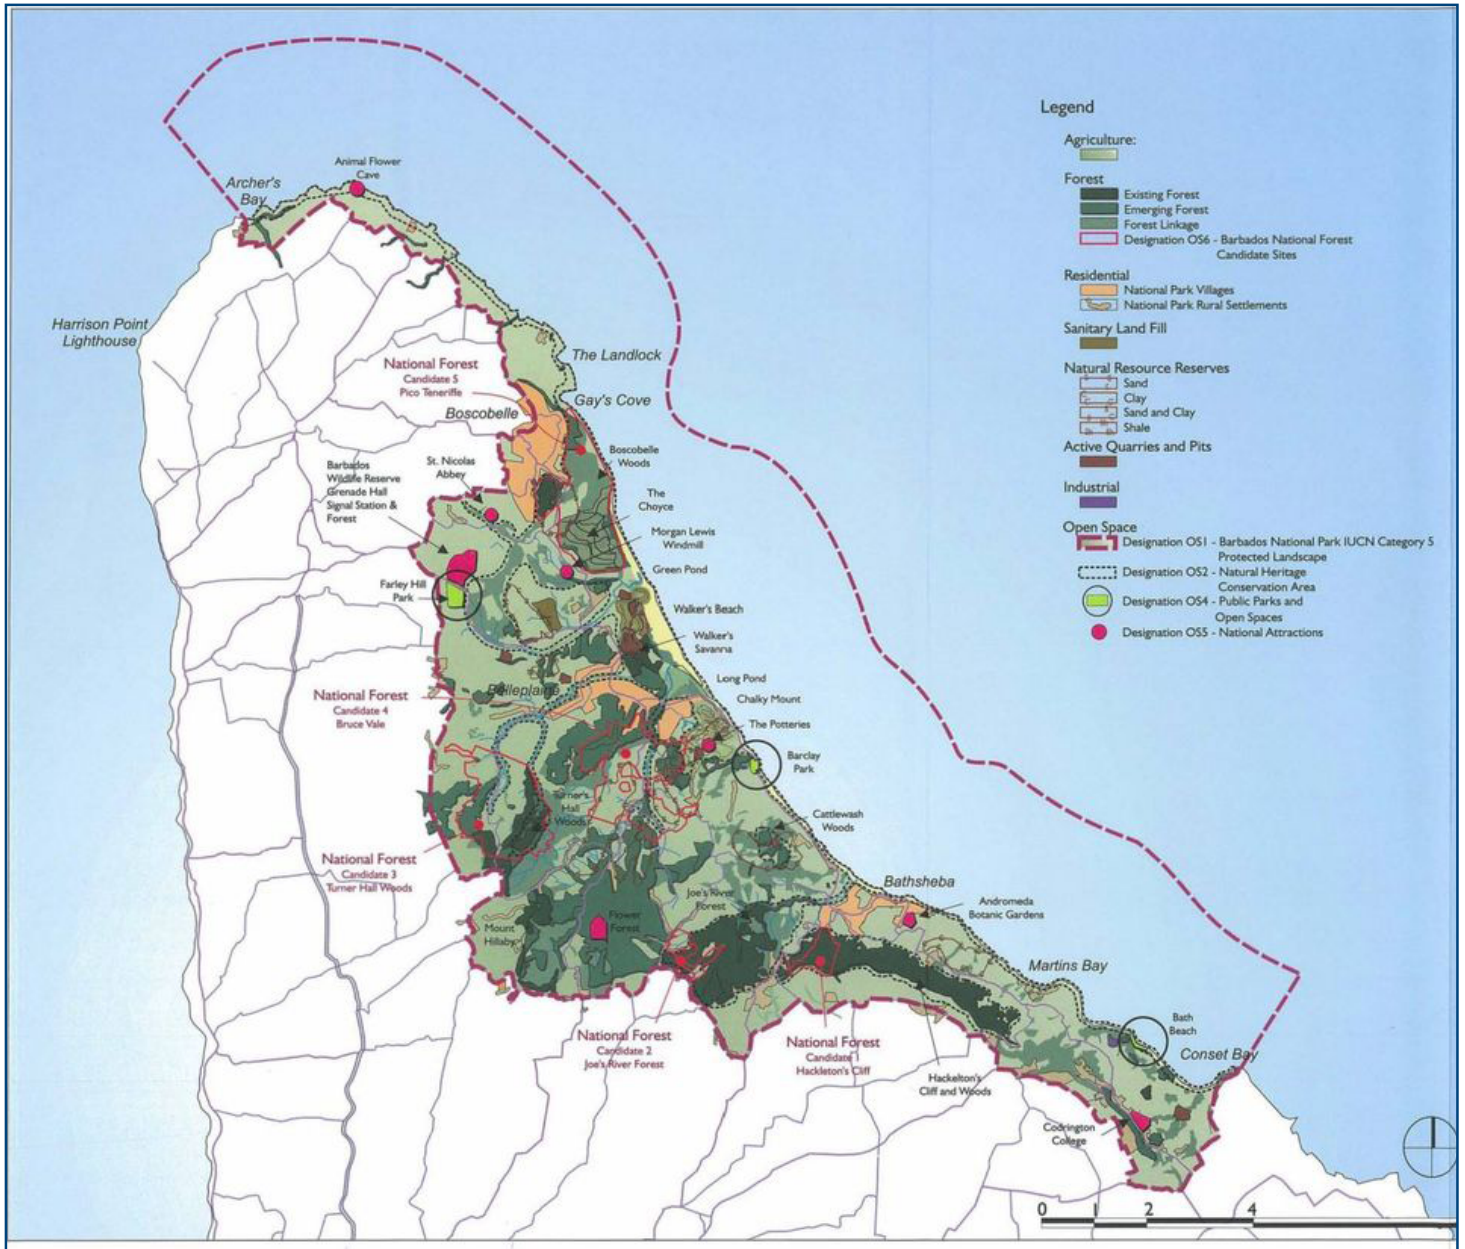 Legend
Agriculture:
Forest
Existing Forest
Emerging Forest
Forest Linkage
Designation OS6 - Barbados National Forest
Candidate Sites
Residential
National Park Villages
National Park Rural Settlements
Sanitary Land Fill
Natural Resource Reserves
Sand
Clay
Sand and Clay
Shale
Active Quarries and Pits
Industrial
Open Space
Designation OS1 - Barbados National Park IUCN Category 5
Protected Landscape
Designation OS2 - Natural Heritage
Conservation Area
Designation OS4 - Public Parks and
Open Spaces
Designation OS5 - National Attractions
Animal Flower
Cave
Archer's
Bay
Harrison Point
Lighthouse
The Landlock
National Forest
Candidate 5
Pico Teneriffe
Gay's Cove
Boscobelle
Boscobelle
Woods
St. Nicolas
Abbey
Barbados
Wildlife Reserve
Grenade Hall
Signal Station &
Forest
The
Choyce
Morgan Lewis
Windmill
Green Pond
Farley Hill
Park
Walker's Beach
Walker's
Savanna
Long Pond
Belleplaine
National Forest
Candidate 4
Bruce Vale
Chalky Mount
The Potteries
Barclay
Park
Turner's
Hall
Woods
Cattlewash
Woods
National Forest
Candidate 3
Turner Hall Woods
Bathsheba
Joe's River
Forest
Andromeda
Botanic Gardens
Flower
Forest
Mount
Hillaby
Martins Bay
Bath
Beach
National Forest
Candidate 2
Joe's River Forest
National Forest
Candidate
Hackleton's Cliff
Conset Bay
Hackelton's
Cliff and Woods
Codrington
College
0 1 2 4